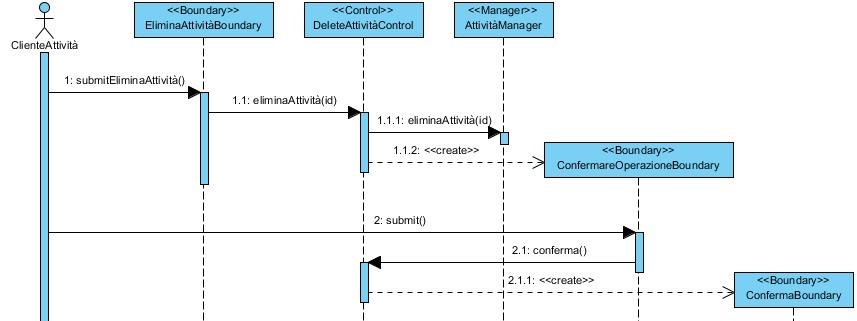 <<Boundary>>
EliminaAttivitàBoundary
<<Control>>
DeleteAttivitàControl
<<Manager>>
AttivitàManager
ClienteAttività
1: submitEliminaAttività()
1.1: eliminaAttività(id)
1.1.1: eliminaAttività(id)
1.1.2: <<create>>
<<Boundary>>
ConfermareOperazioneBoundary
2: submit()
2.1: conferma()
2.1.1: <<create>>
<<Boundary>>
ConfermaBoundary